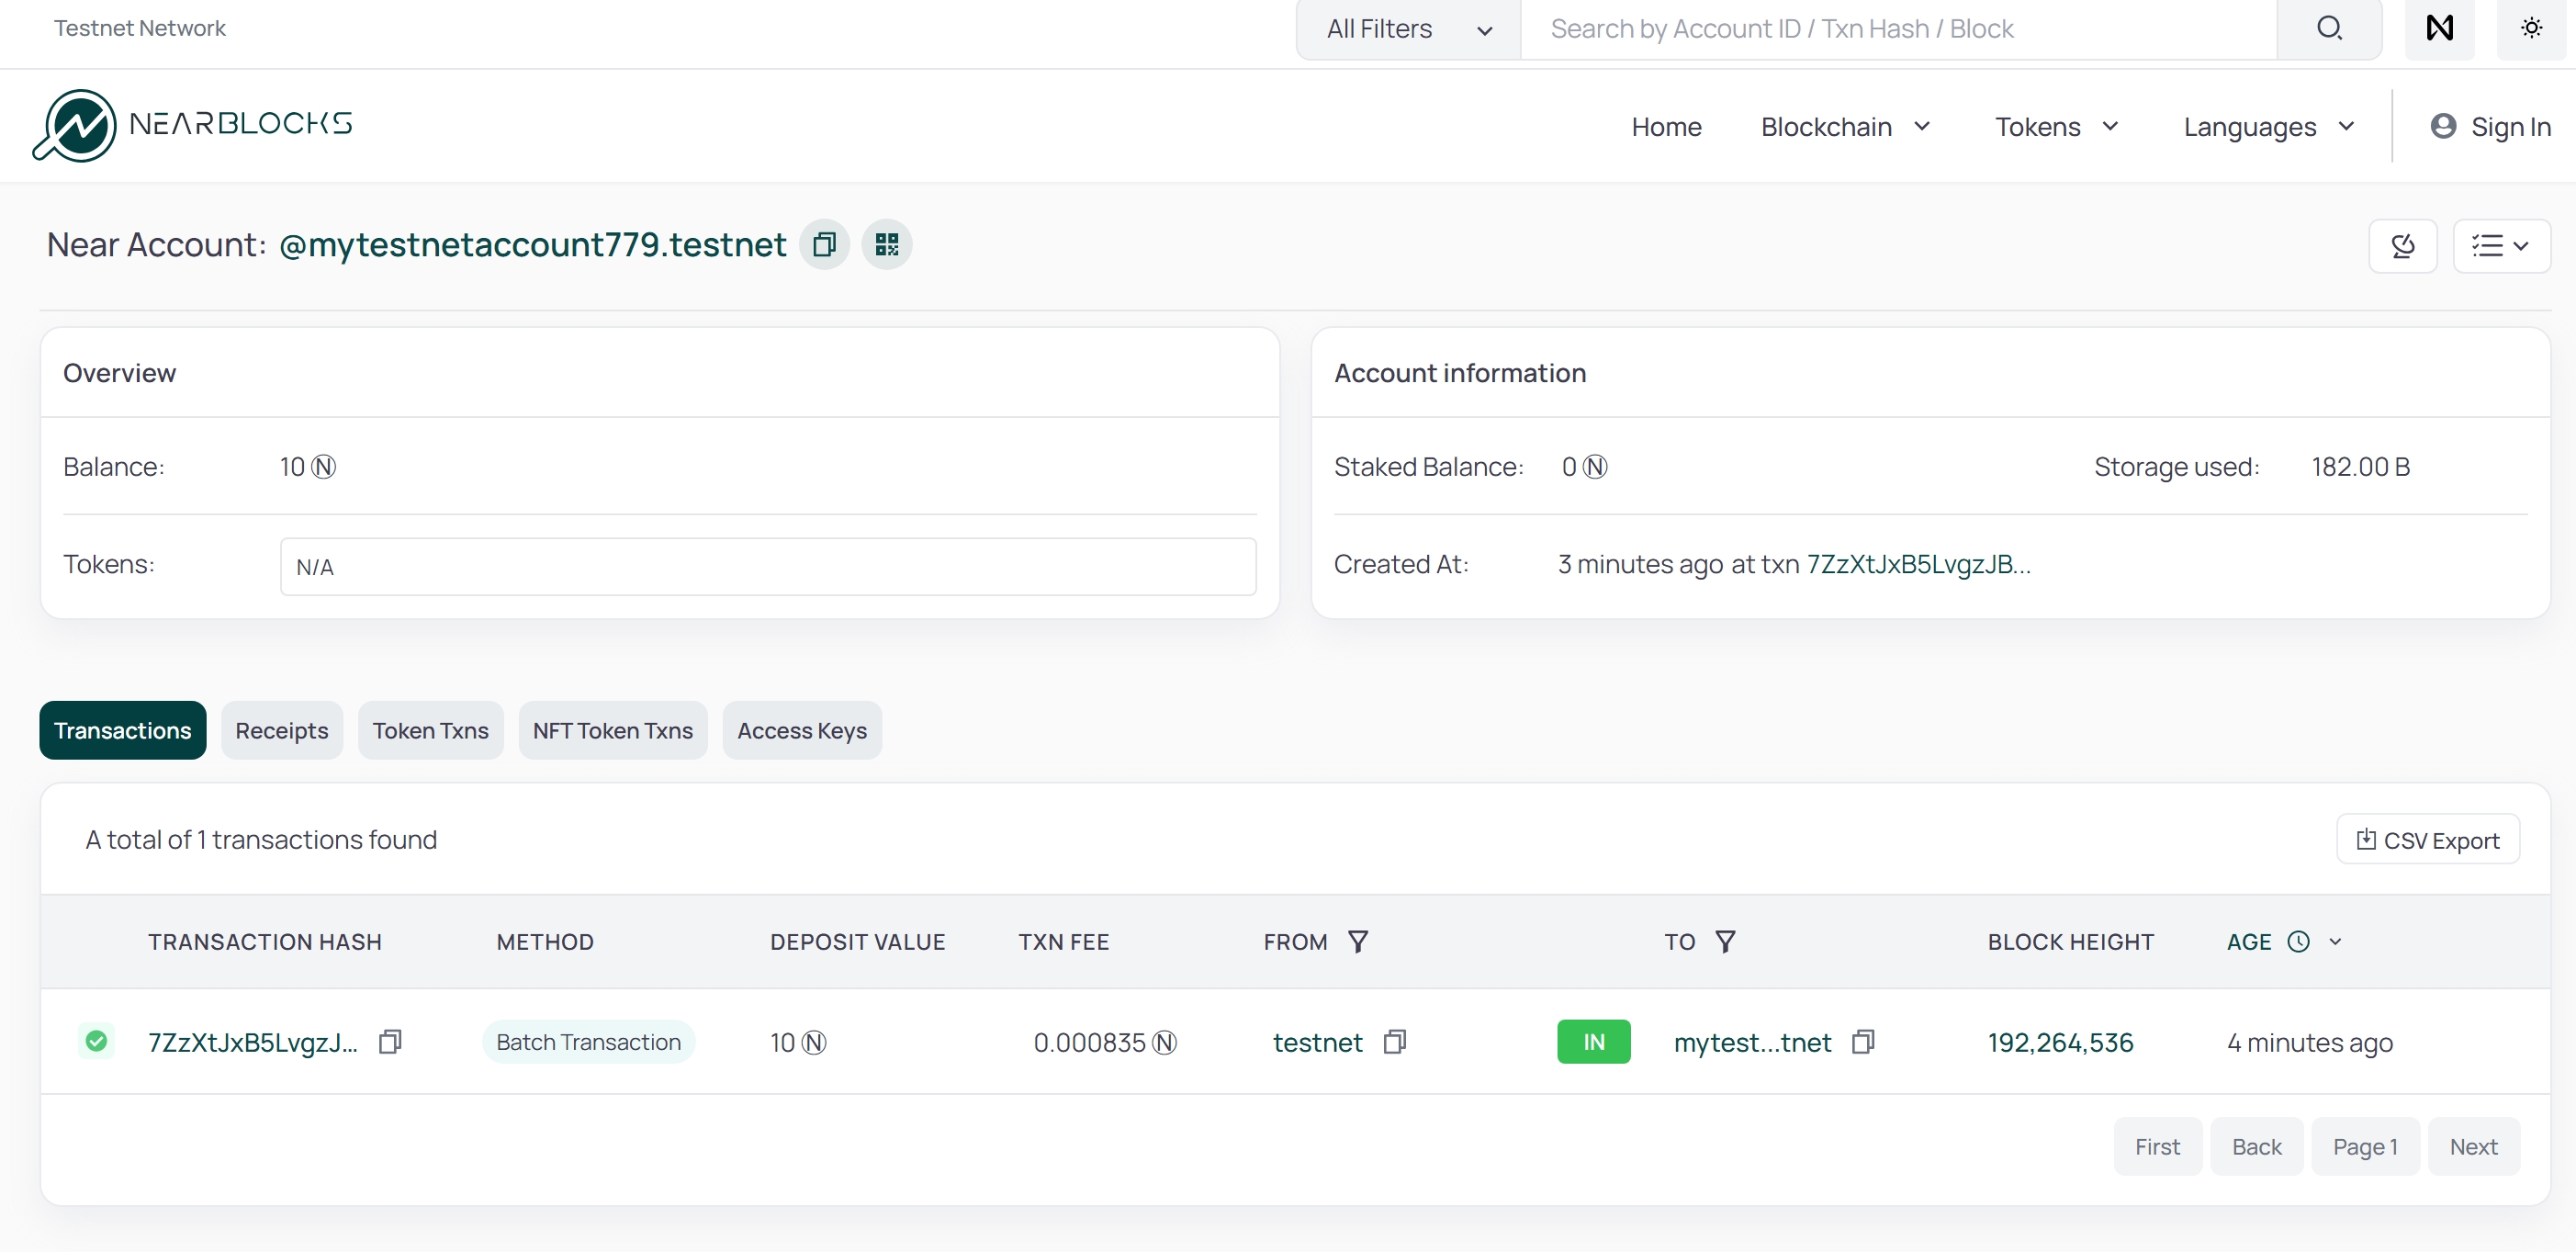 Testnet Network
All Filters
Search by Account ID / Txn Hash / Block
NEARBLOCKS
Home Blockchain Tokens Languages Sign In
Near Account: @mytestnetaccount779.testnet
Overview
Balance: 10 Ⓝ
Tokens: N/A
Account information
Staked Balance: 0 Ⓝ Storage used: 182.00 B
Created At: 3 minutes ago at txn 7ZzXtJxB5LvgzJB...
Transactions Receipts Token Txns NFT Token Txns Access Keys
A total of 1 transactions found
CSV Export
TRANSACTION HASH METHOD DEPOSIT VALUE TXN FEE FROM TO BLOCK HEIGHT AGE
7ZzXtJxB5LvgzJ... Batch Transaction 10 Ⓝ 0.000835 Ⓝ testnet IN mytest...tnet 192,264,536 4 minutes ago
First Back Page 1 Next